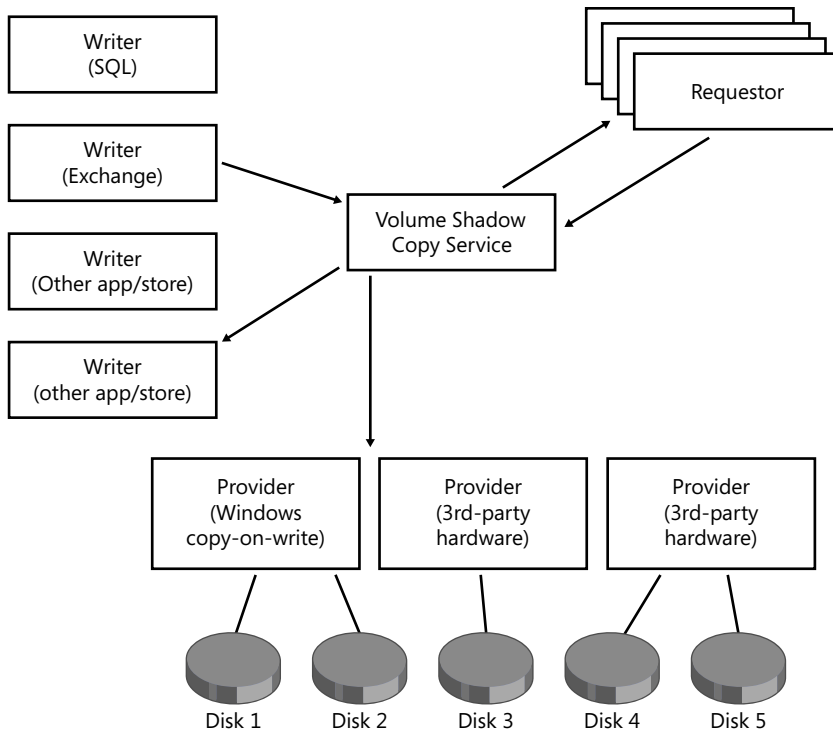 Writer
(SQL)
Requestor
Writer
(Exchange)
Volume Shadow
Copy Service
Writer
(Other app/store)
Writer
(other app/store)
Provider
(Windows
copy-on-write)
Provider
(3rd-party
hardware)
Provider
(3rd-party
hardware)
Disk 1
Disk 2
Disk 3
Disk 4
Disk 5